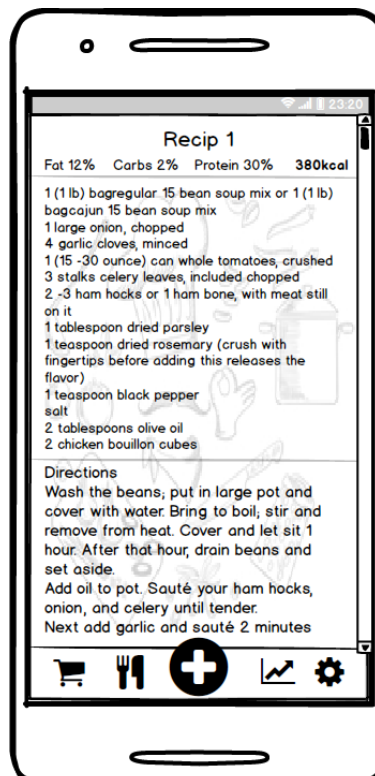 23:20
Recip 1
Fat 12% Carbs 2% Protein 30% 380kcal
1 (1 lb) bagregular 15 bean soup mix or 1 (1 lb)
bagcajun 15 bean soup mix
1 large onion, chopped
4 garlic cloves, minced
1 (15 -30 ounce) can whole tomatoes, crushed
3 stalks celery leaves, included chopped
2 -3 ham hocks or 1 ham bone, with meat still
on it
1 tablespoon dried parsley
1 teaspoon dried rosemary (crush with
fingertips before adding this releases the
flavor)
1 teaspoon black pepper
salt
2 tablespoons olive oil
2 chicken bouillon cubes
Directions
Wash the beans; put in large pot and
cover with water. Bring to boil; stir and
remove from heat. Cover and let sit 1
hour. After that hour, drain beans and
set aside.
Add oil to pot. Sauté your ham hocks,
onion, and celery until tender.
Next add garlic and sauté 2 minutes